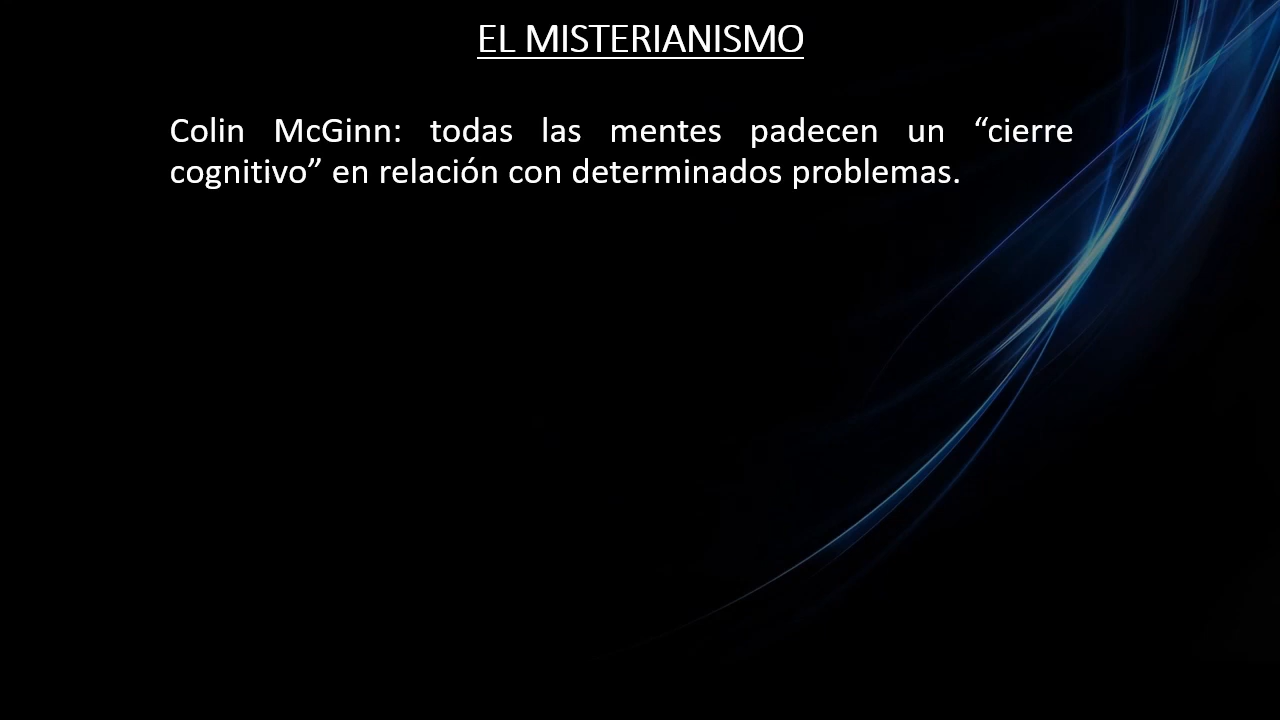 EL MISTERIANISMO
Colin McGinn: todas las mentes padecen un “cierre
cognitivo” en relación con determinados problemas.